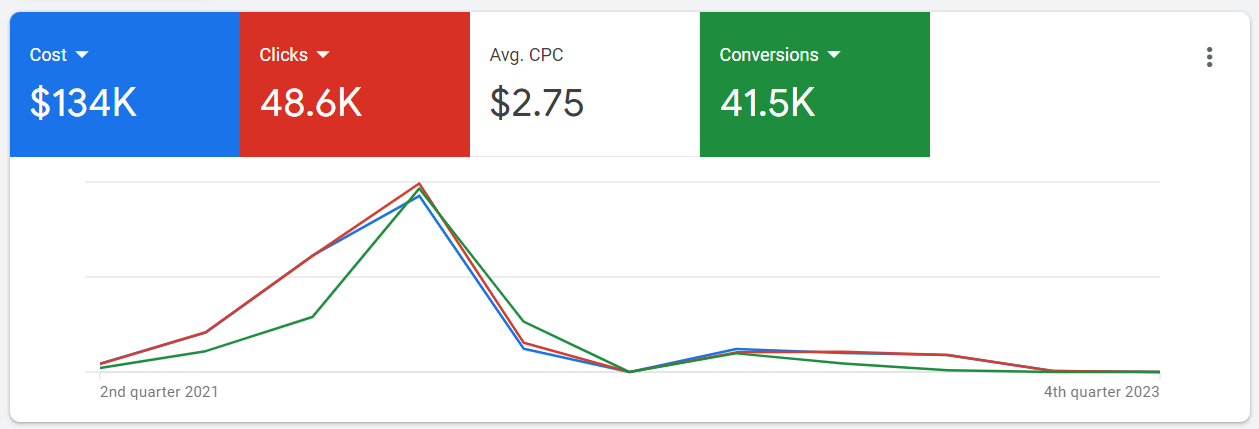 Cost Clicks Avg. CPC Conversions
$134K 48.6K $2.75 41.5K
2nd quarter 2021 4th quarter 2023